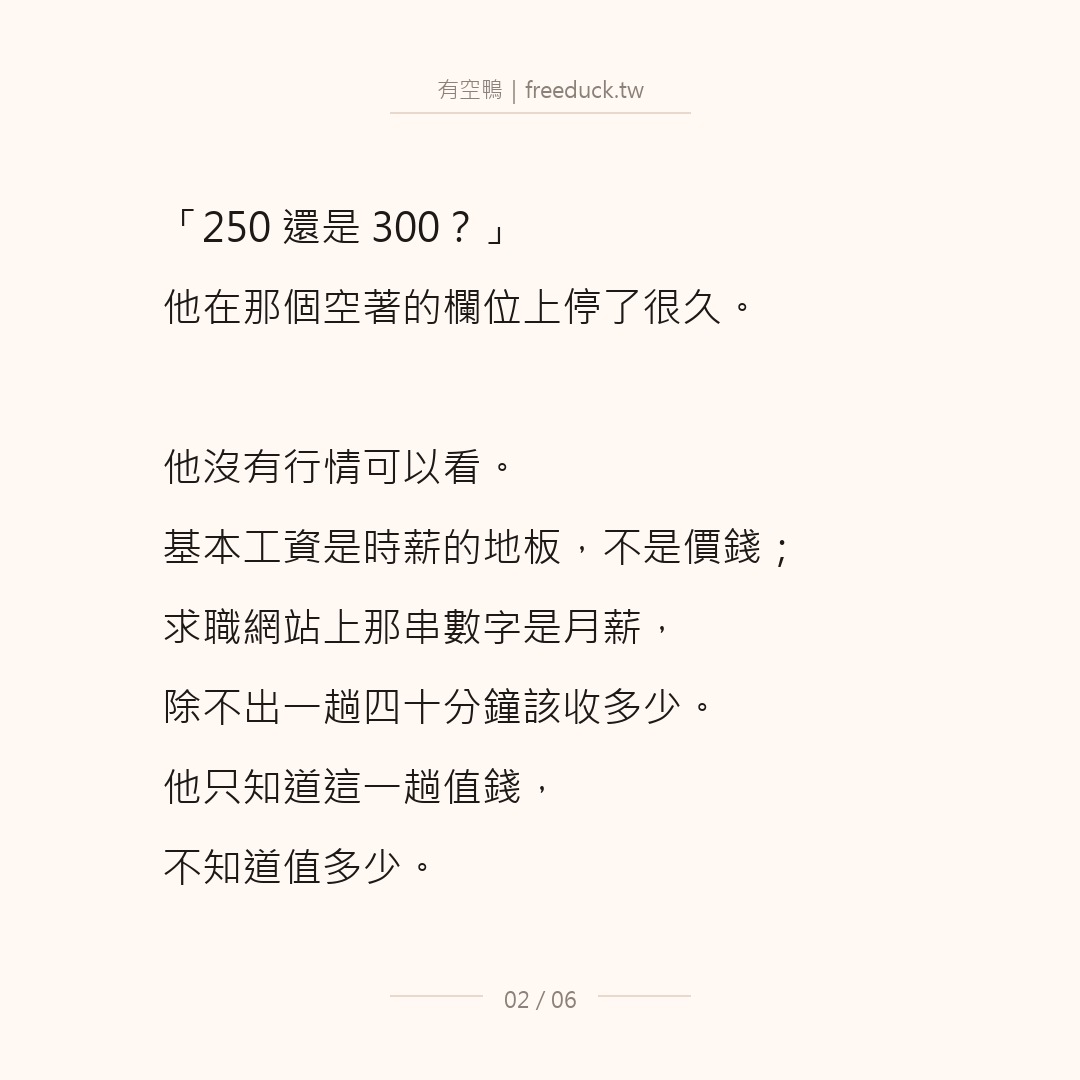 有空鴨｜freeduck.tw
「250 還是 300？」
他在那個空著的欄位上停了很久。
他沒有行情可以看。
基本工資是時薪的地板，不是價錢；
求職網站上那串數字是月薪，
除不出一趟四十分鐘該收多少。
他只知道這一趟值錢，
不知道值多少。
02 / 06